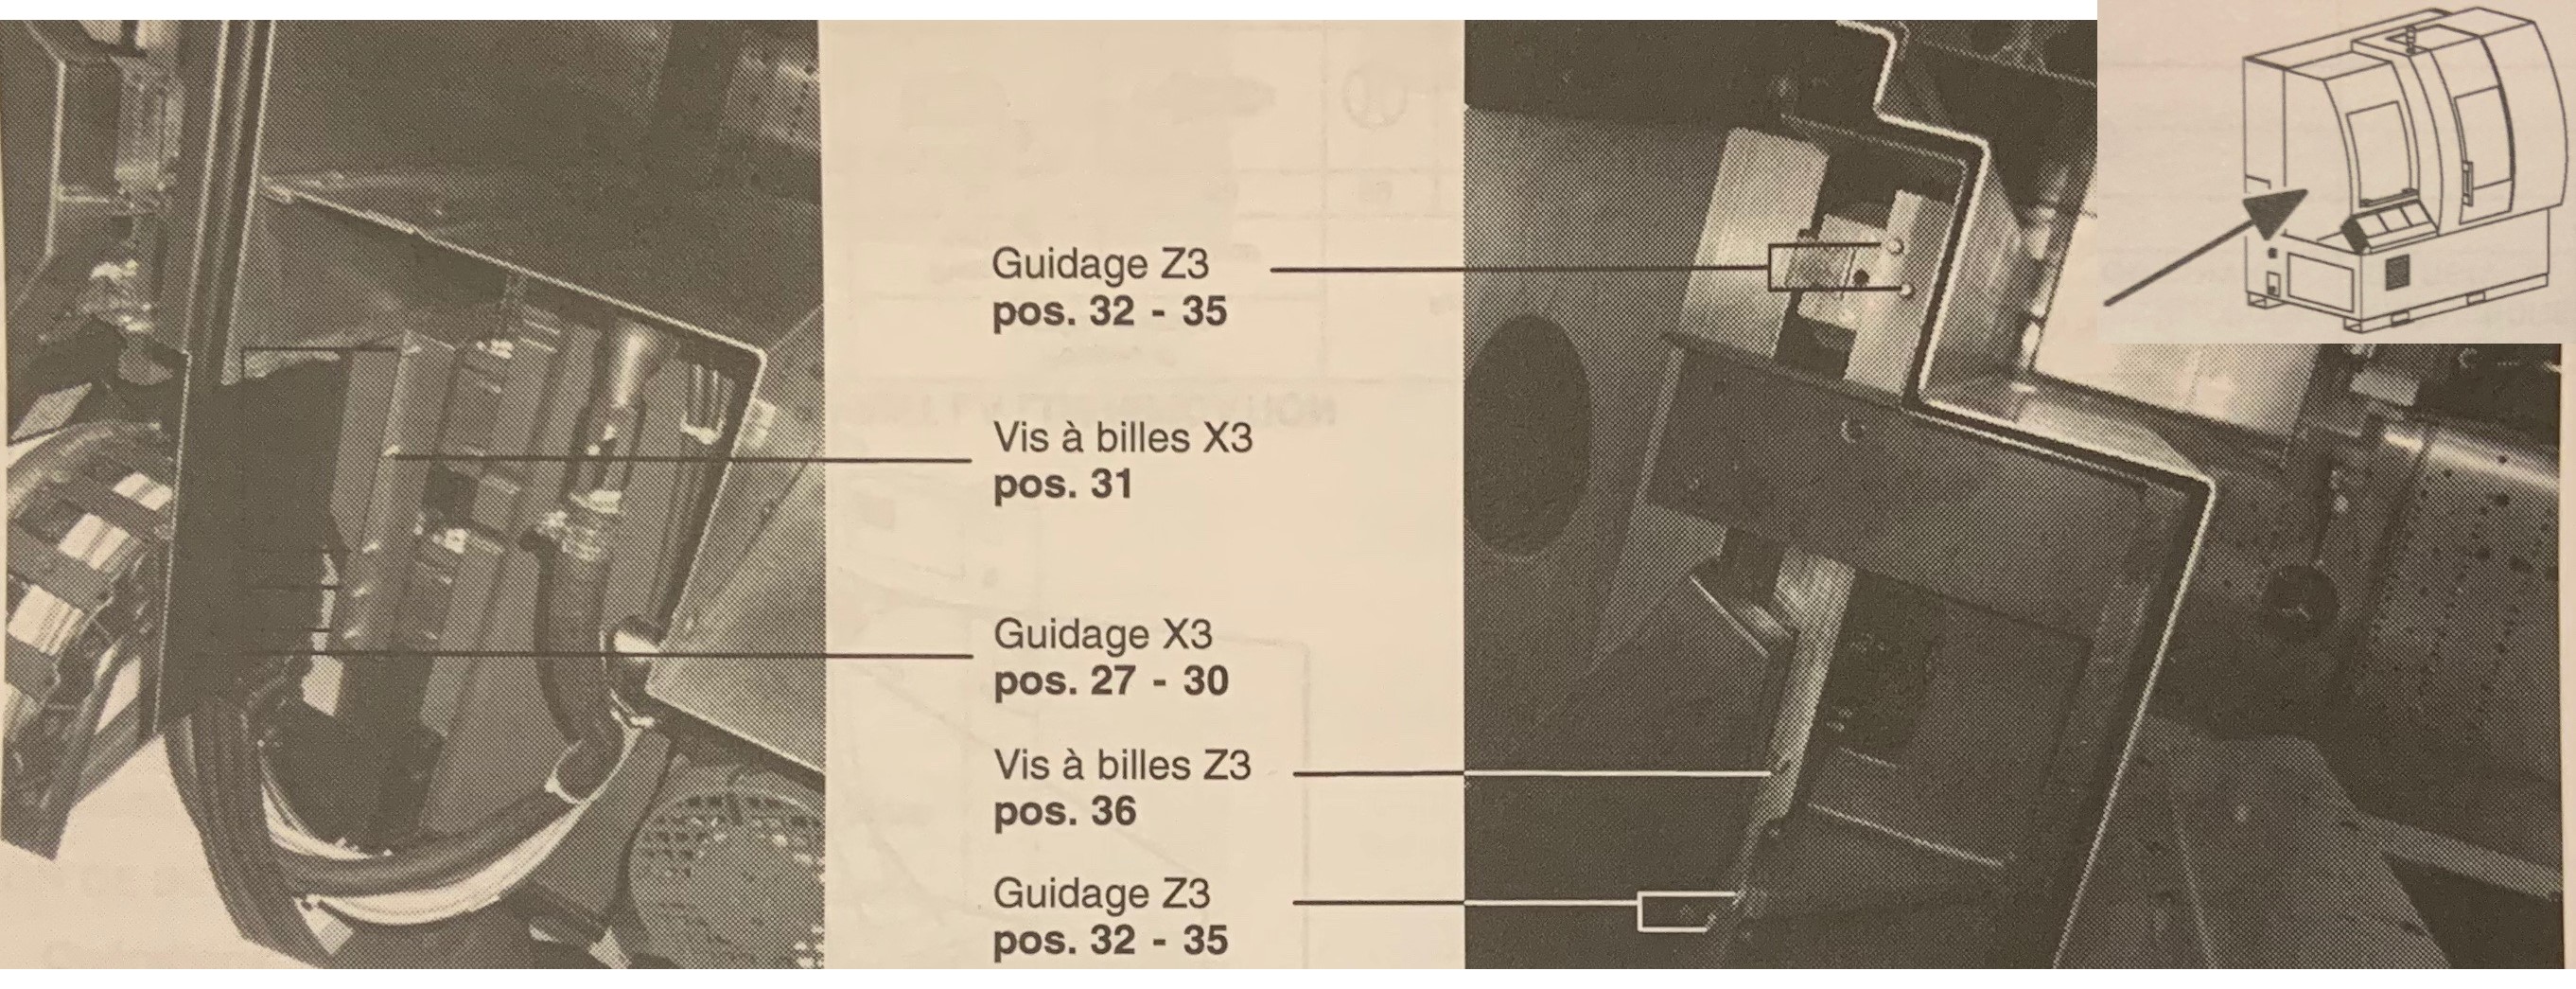 Guidage Z3
pos. 32 - 35
Vis à billes X3
pos. 31
Guidage X3
pos. 27 - 30
Vis à billes Z3
pos. 36
Guidage Z3
pos. 32 - 35